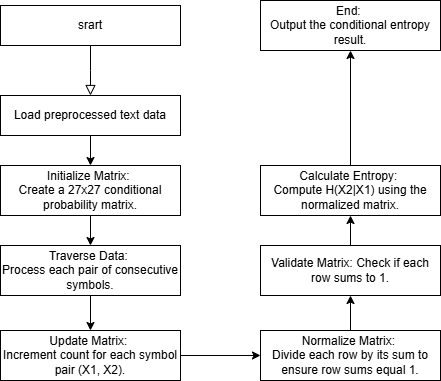 srart
Load preprocessed text data
Initialize Matrix:
Create a 27x27 conditional
probability matrix.
Traverse Data:
Process each pair of consecutive
symbols.
Update Matrix:
Increment count for each symbol
pair (X1, X2).
Normalize Matrix:
Divide each row by its sum to
ensure row sums equal 1.
Validate Matrix: Check if each
row sums to 1.
Calculate Entropy:
Compute H(X2|X1) using the
normalized matrix.
End:
Output the conditional entropy
result.